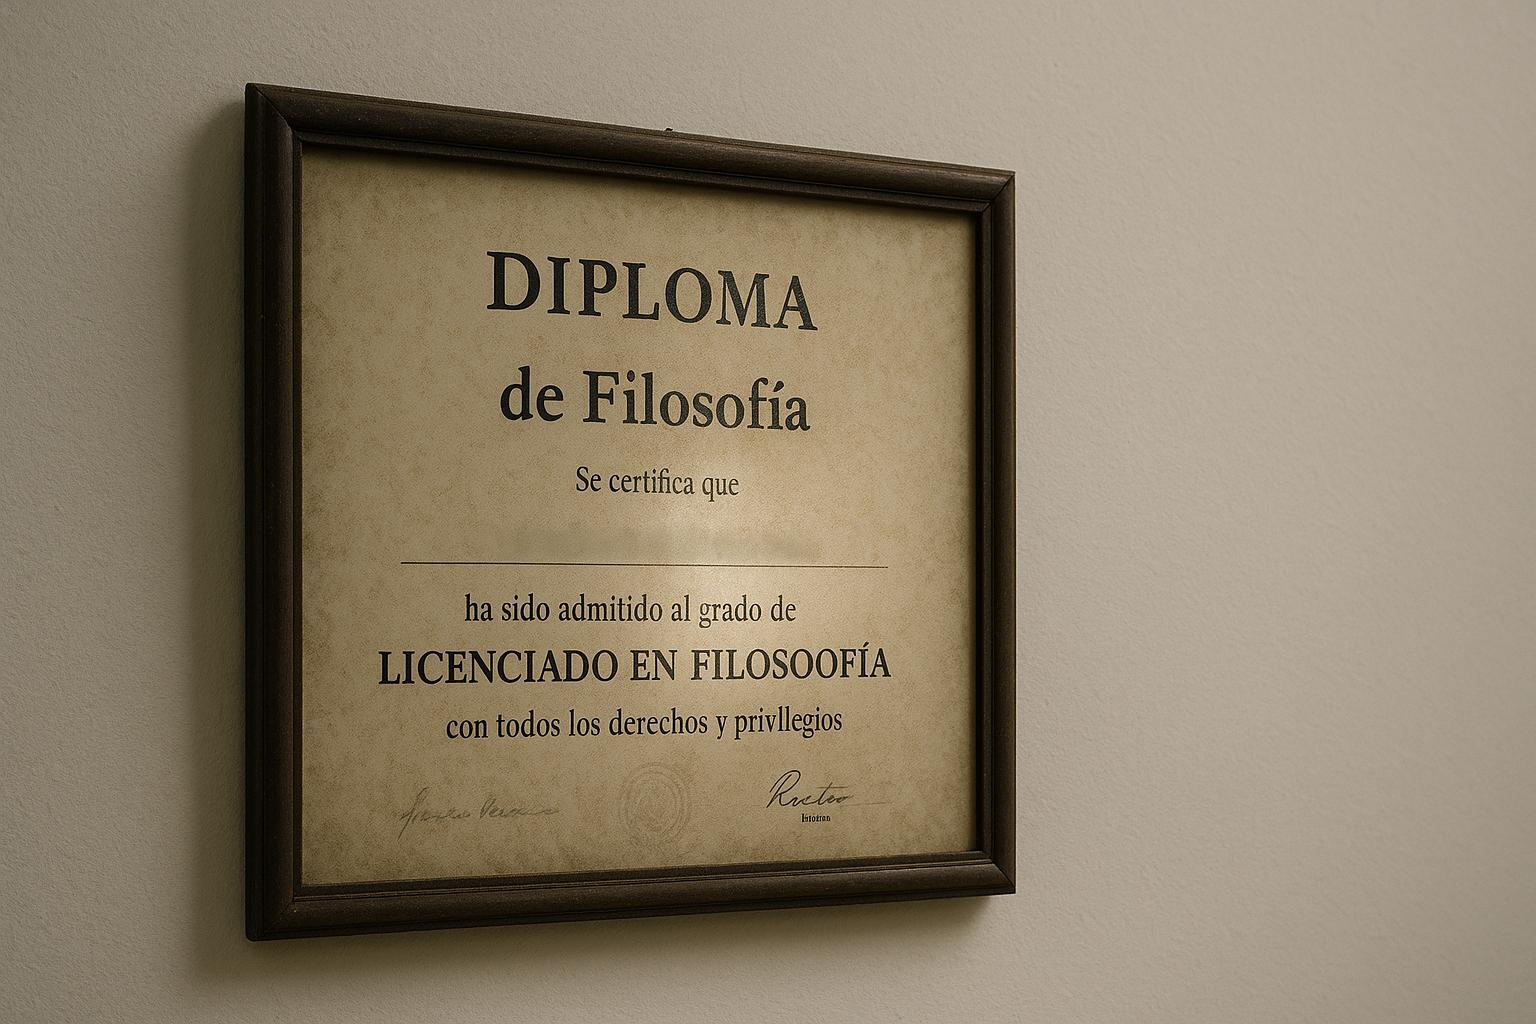 DIPLOMA
de Filosofía
Se certifica que
ha sido admitido al grado de
LICENCIADO EN FILOSOOFÍA
con todos los derechos y privllegios